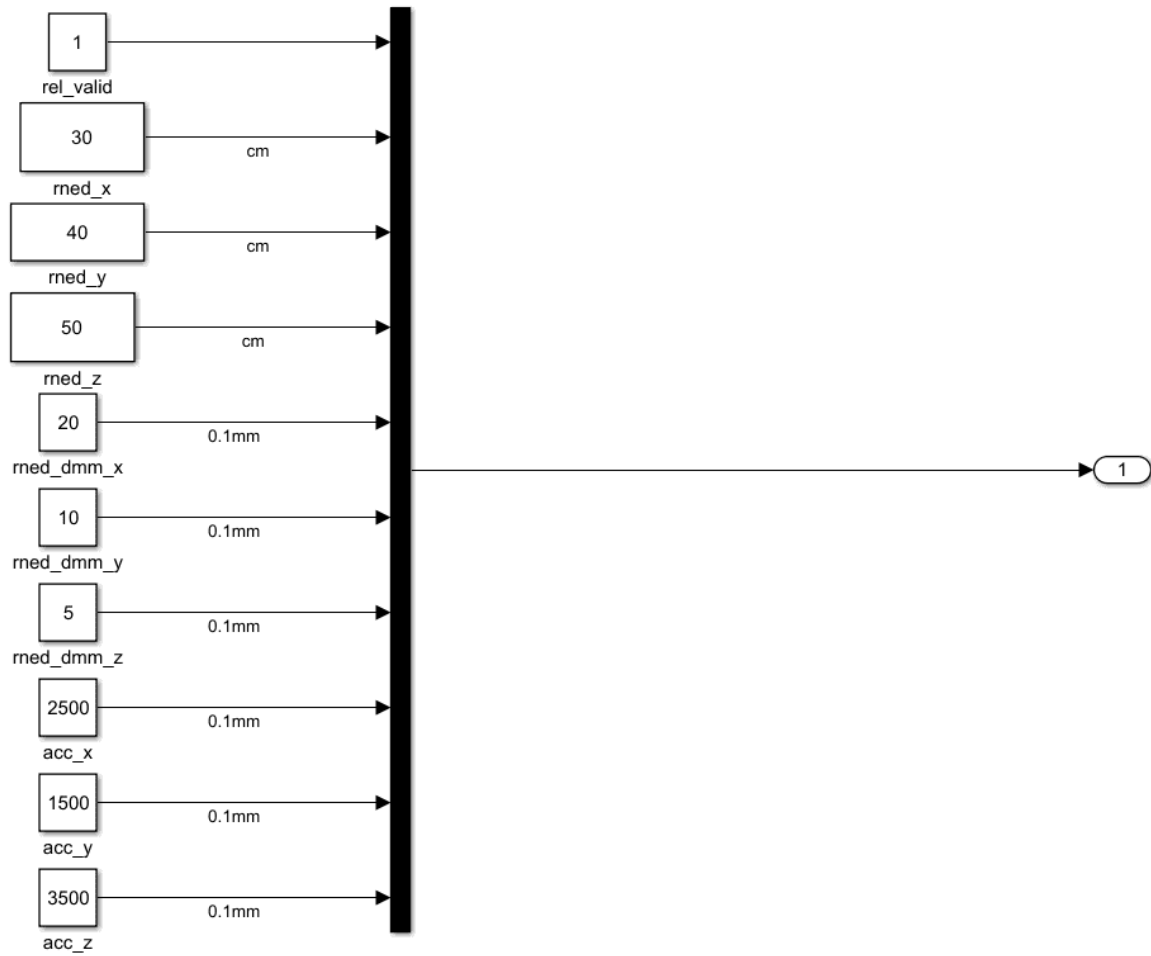 1
rel_valid
30
cm
rned_x
40
cm
rned_y
50
cm
rned_z
20
0.1mm
rned_dmm_x
1
10
0.1mm
rned_dmm_y
5
0.1mm
rned_dmm_z
2500
0.1mm
acc_x
1500
0.1mm
acc_y
3500
0.1mm
acc_z